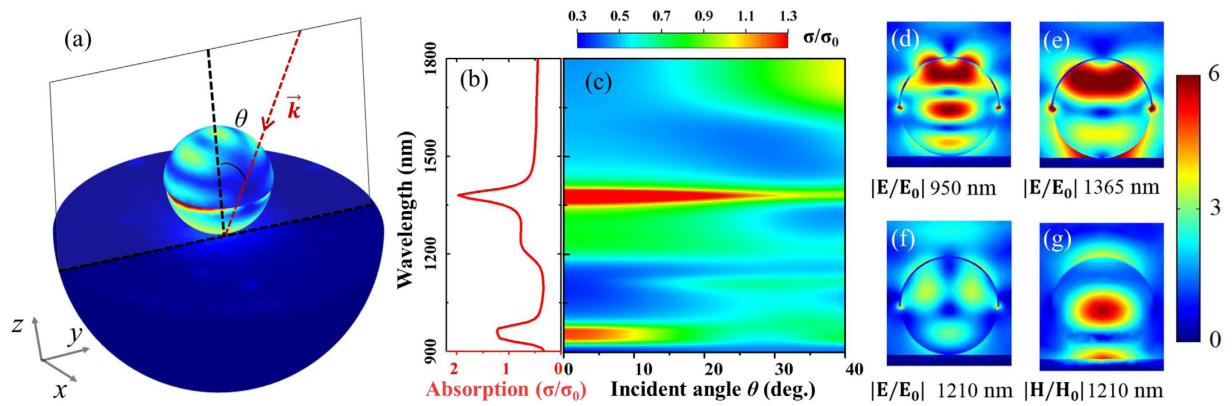 (a)
θ
k
z
y
x
0.3 0.5 0.7 0.9 1.1 1.3
σ/σ₀
(b)
(c)
Wavelength (nm)
1800
1500
1200
900
2 1 0
Absorption (σ/σ₀)
0 10 20 30 40
Incident angle θ (deg.)
(d)
|E/E₀| 950 nm
(e)
|E/E₀| 1365 nm
(f)
|E/E₀| 1210 nm
(g)
|H/H₀| 1210 nm
6
3
0